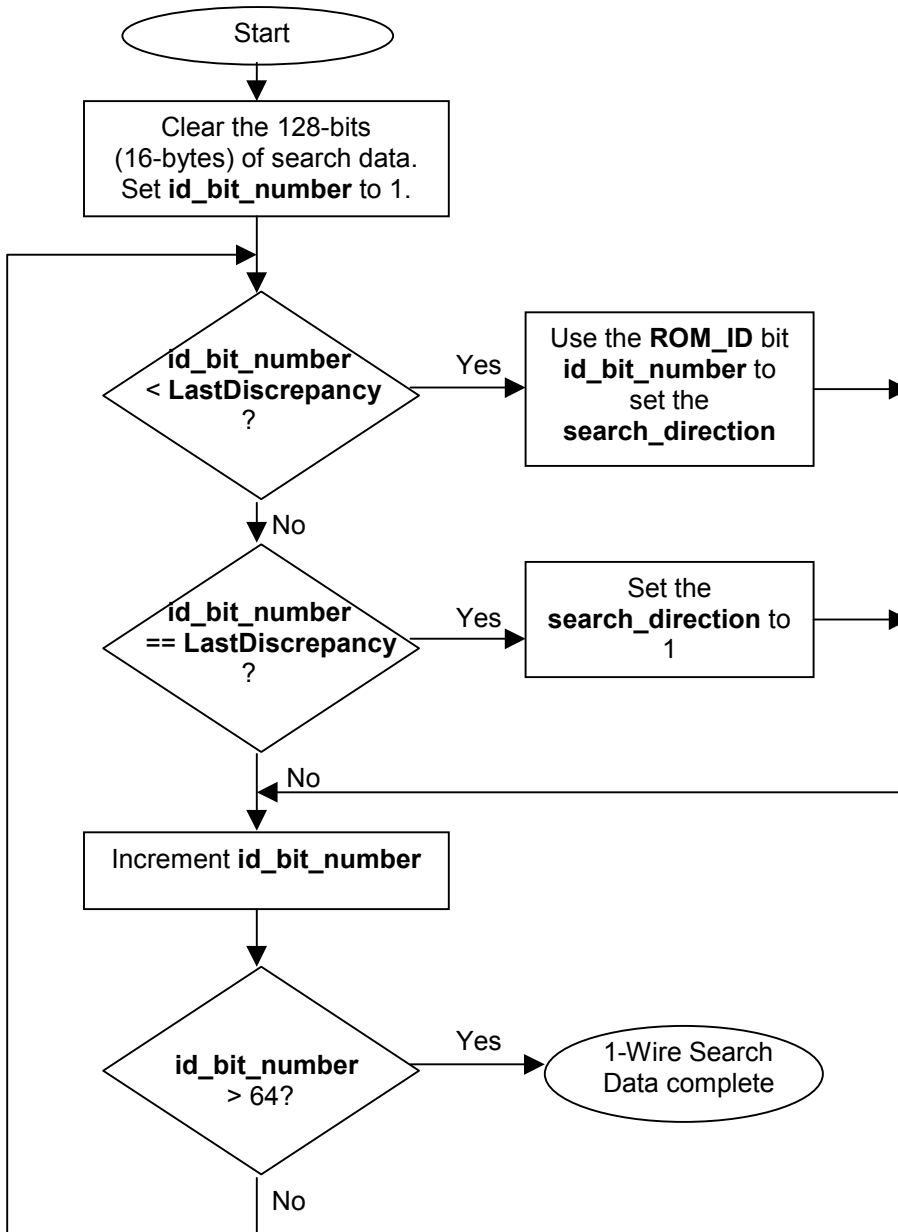 Start
Clear the 128-bits
(16-bytes) of search data.
Set id_bit_number to 1.
id_bit_number
< LastDiscrepancy
?
Yes
Use the ROM_ID bit
id_bit_number to
set the
search_direction
No
id_bit_number
== LastDiscrepancy
?
Yes
Set the
search_direction to
1
No
Increment id_bit_number
id_bit_number
> 64?
Yes
1-Wire Search
Data complete
No